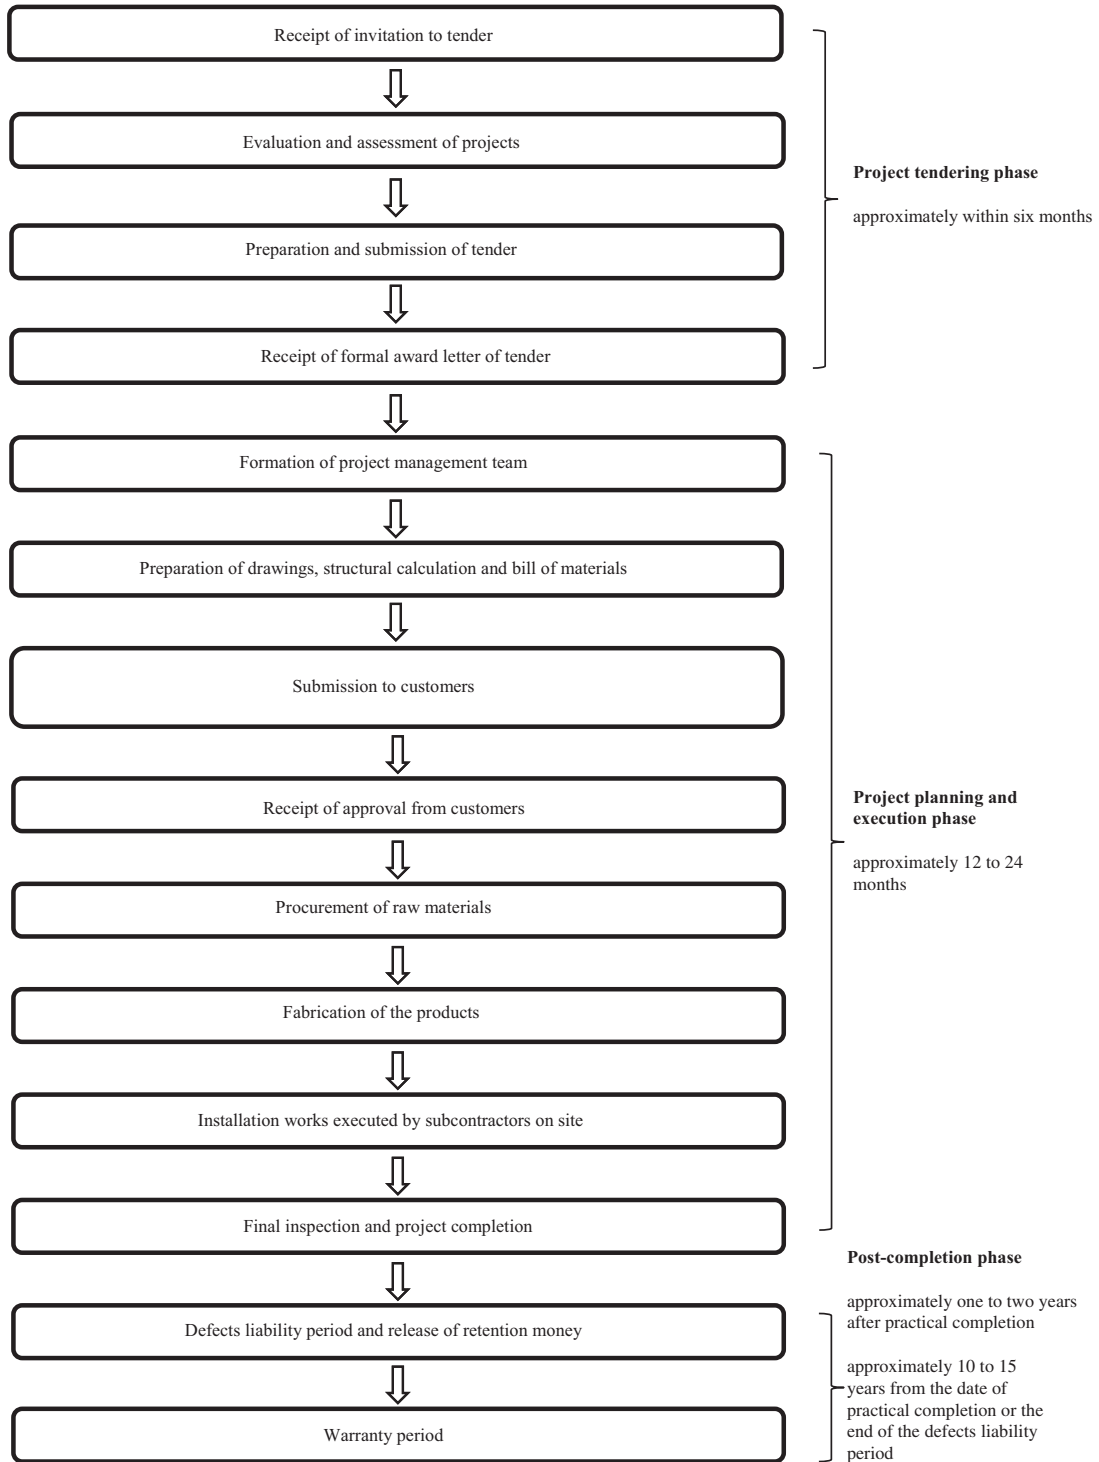 Receipt of invitation to tender
Evaluation and assessment of projects
Preparation and submission of tender
Receipt of formal award letter of tender
Project tendering phase
approximately within six months
Formation of project management team
Preparation of drawings, structural calculation and bill of materials
Submission to customers
Receipt of approval from customers
Procurement of raw materials
Fabrication of the products
Installation works executed by subcontractors on site
Final inspection and project completion
Project planning and
execution phase
approximately 12 to 24
months
Defects liability period and release of retention money
Warranty period
Post-completion phase
approximately one to two years
after practical completion
approximately 10 to 15
years from the date of
practical completion or the
end of the defects liability
period